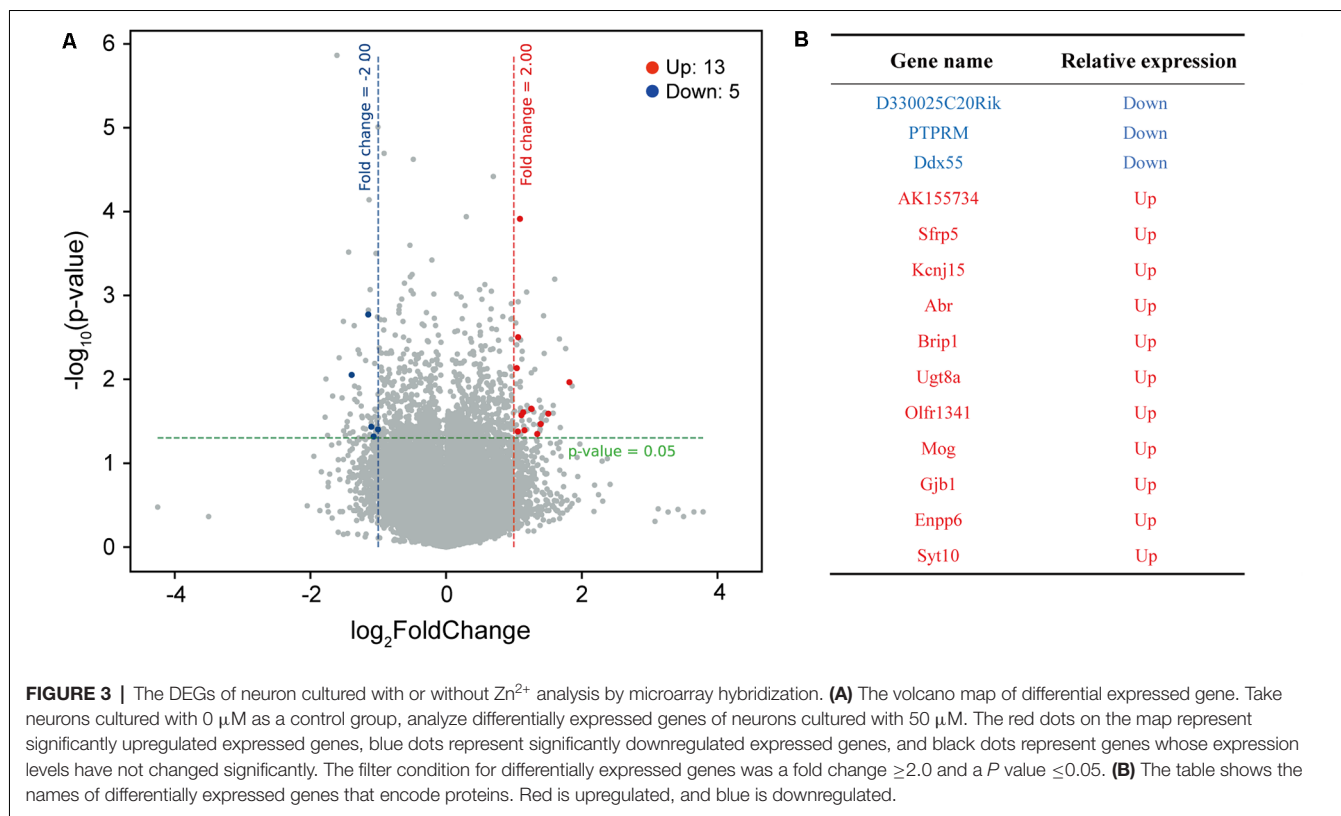 A
B
6
5
4
3
2
1
0
-4
-2
0
2
4
-log10(p-value)
log2FoldChange
Fold change = -2 00
Fold change = 2.00
Up: 13
Down: 5
p-value = 0.05
Gene name Relative expression
D330025C20Rik Down
PTPRM Down
Ddx55 Down
AK155734 Up
Sfrp5 Up
Kcnj15 Up
Abr Up
Brip1 Up
Ugt8a Up
Olfr1341 Up
Mog Up
Gjb1 Up
Enpp6 Up
Syt10 Up
FIGURE 3 | The DEGs of neuron cultured with or without Zn2+ analysis by microarray hybridization. (A) The volcano map of differential expressed gene. Take
neurons cultured with 0 μM as a control group, analyze differentially expressed genes of neurons cultured with 50 μM. The red dots on the map represent
significantly upregulated expressed genes, blue dots represent significantly downregulated expressed genes, and black dots represent genes whose expression
levels have not changed significantly. The filter condition for differentially expressed genes was a fold change ≥2.0 and a P value ≤0.05. (B) The table shows the
names of differentially expressed genes that encode proteins. Red is upregulated, and blue is downregulated.